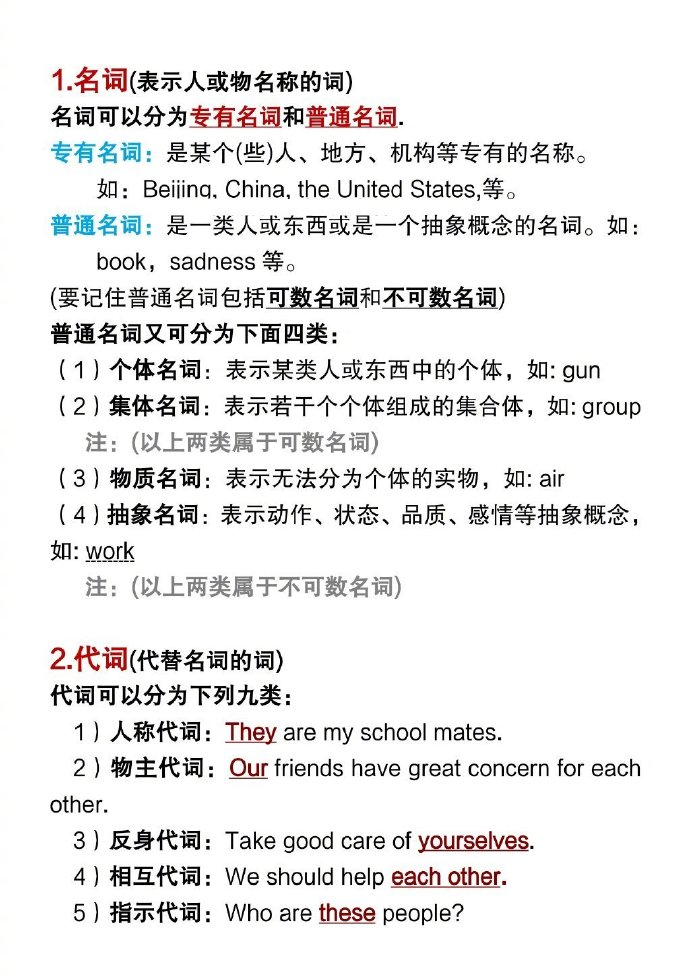 1.名词(表示人或物名称的词)
名词可以分为专有名词和普通名词.
专有名词：是某个(些)人、地方、机构等专有的名称。
如：Beijing, China, the United States,等。
普通名词：是一类人或东西或是一个抽象概念的名词。如：
book，sadness 等。
(要记住普通名词包括可数名词和不可数名词)
普通名词又可分为下面四类：
（1）个体名词：表示某类人或东西中的个体，如: gun
（2）集体名词：表示若干个个体组成的集合体，如: group
注：(以上两类属于可数名词)
（3）物质名词：表示无法分为个体的实物，如: air
（4）抽象名词：表示动作、状态、品质、感情等抽象概念，
如: work
注：(以上两类属于不可数名词)
2.代词(代替名词的词)
代词可以分为下列九类：
1）人称代词：They are my school mates.
2）物主代词：Our friends have great concern for each
other.
3）反身代词：Take good care of yourselves.
4）相互代词：We should help each other.
5）指示代词：Who are these people?